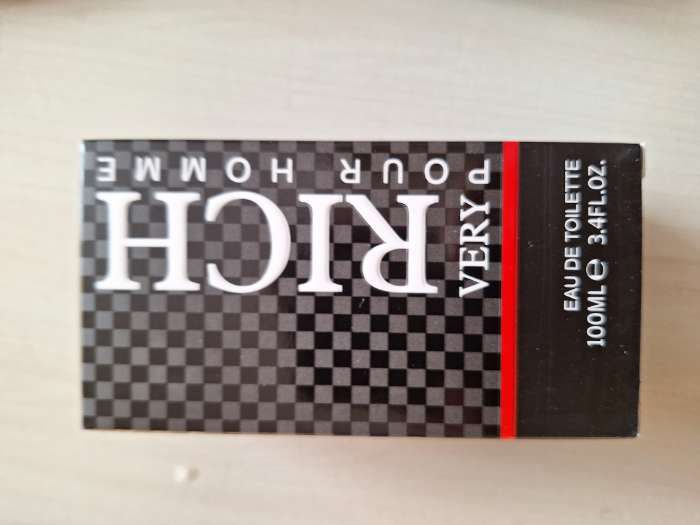 VERY
RICH
POUR HOMME
EAU DE TOILETTE
100ML e 3.4FL.OZ.